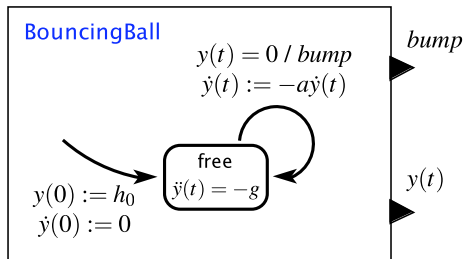 BouncingBall
bump
y(t) = 0 / bump
ẏ(t) := −aẏ(t)
free
ÿ(t) = −g
y(t)
y(0) := h₀
ẏ(0) := 0